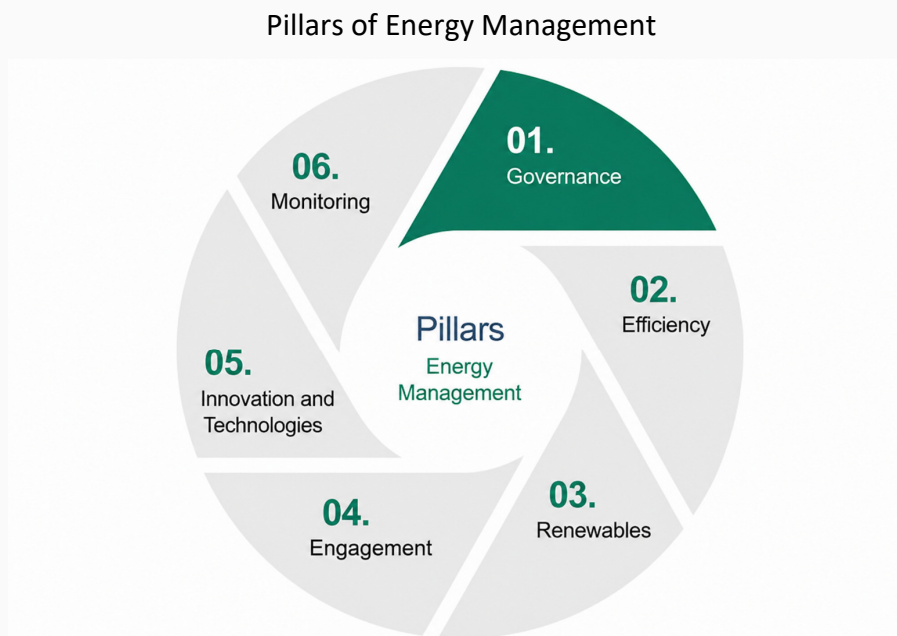 Pillars of Energy Management
01.
Governance
02.
Efficiency
03.
Renewables
04.
Engagement
05.
Innovation and
Technologies
06.
Monitoring
Pillars
Energy
Management